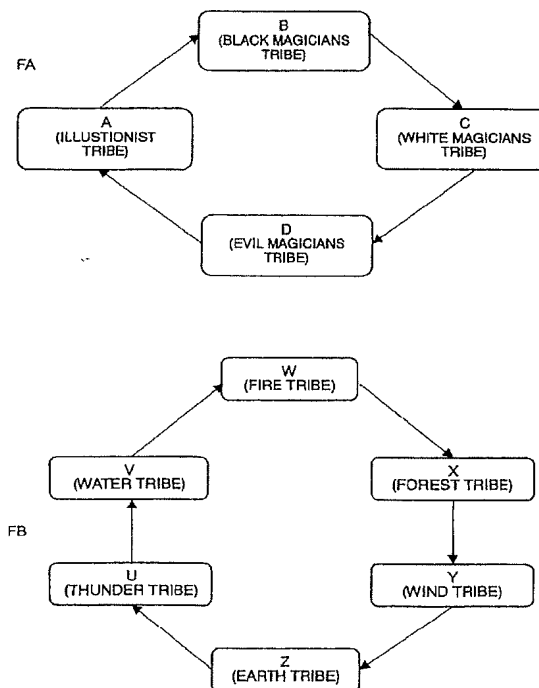 FA
B
(BLACK MAGICIANS
TRIBE)
A
(ILLUSTIONIST
TRIBE)
C
(WHITE MAGICIANS
TRIBE)
D
(EVIL MAGICIANS
TRIBE)
FB
W
(FIRE TRIBE)
V
(WATER TRIBE)
X
(FOREST TRIBE)
U
(THUNDER TRIBE)
Y
(WIND TRIBE)
Z
(EARTH TRIBE)